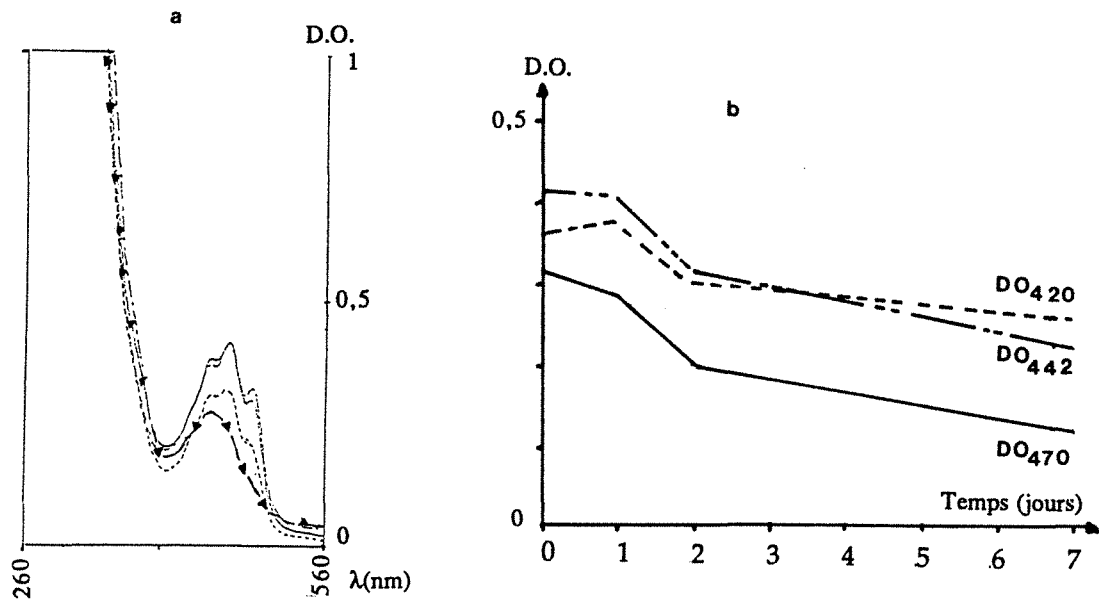 a
D.O.
1
0,5
0
260
560
λ(nm)
D.O.
b
0,5
DO420
DO442
DO470
Temps (jours)
0
0 1 2 3 4 5 .6 7